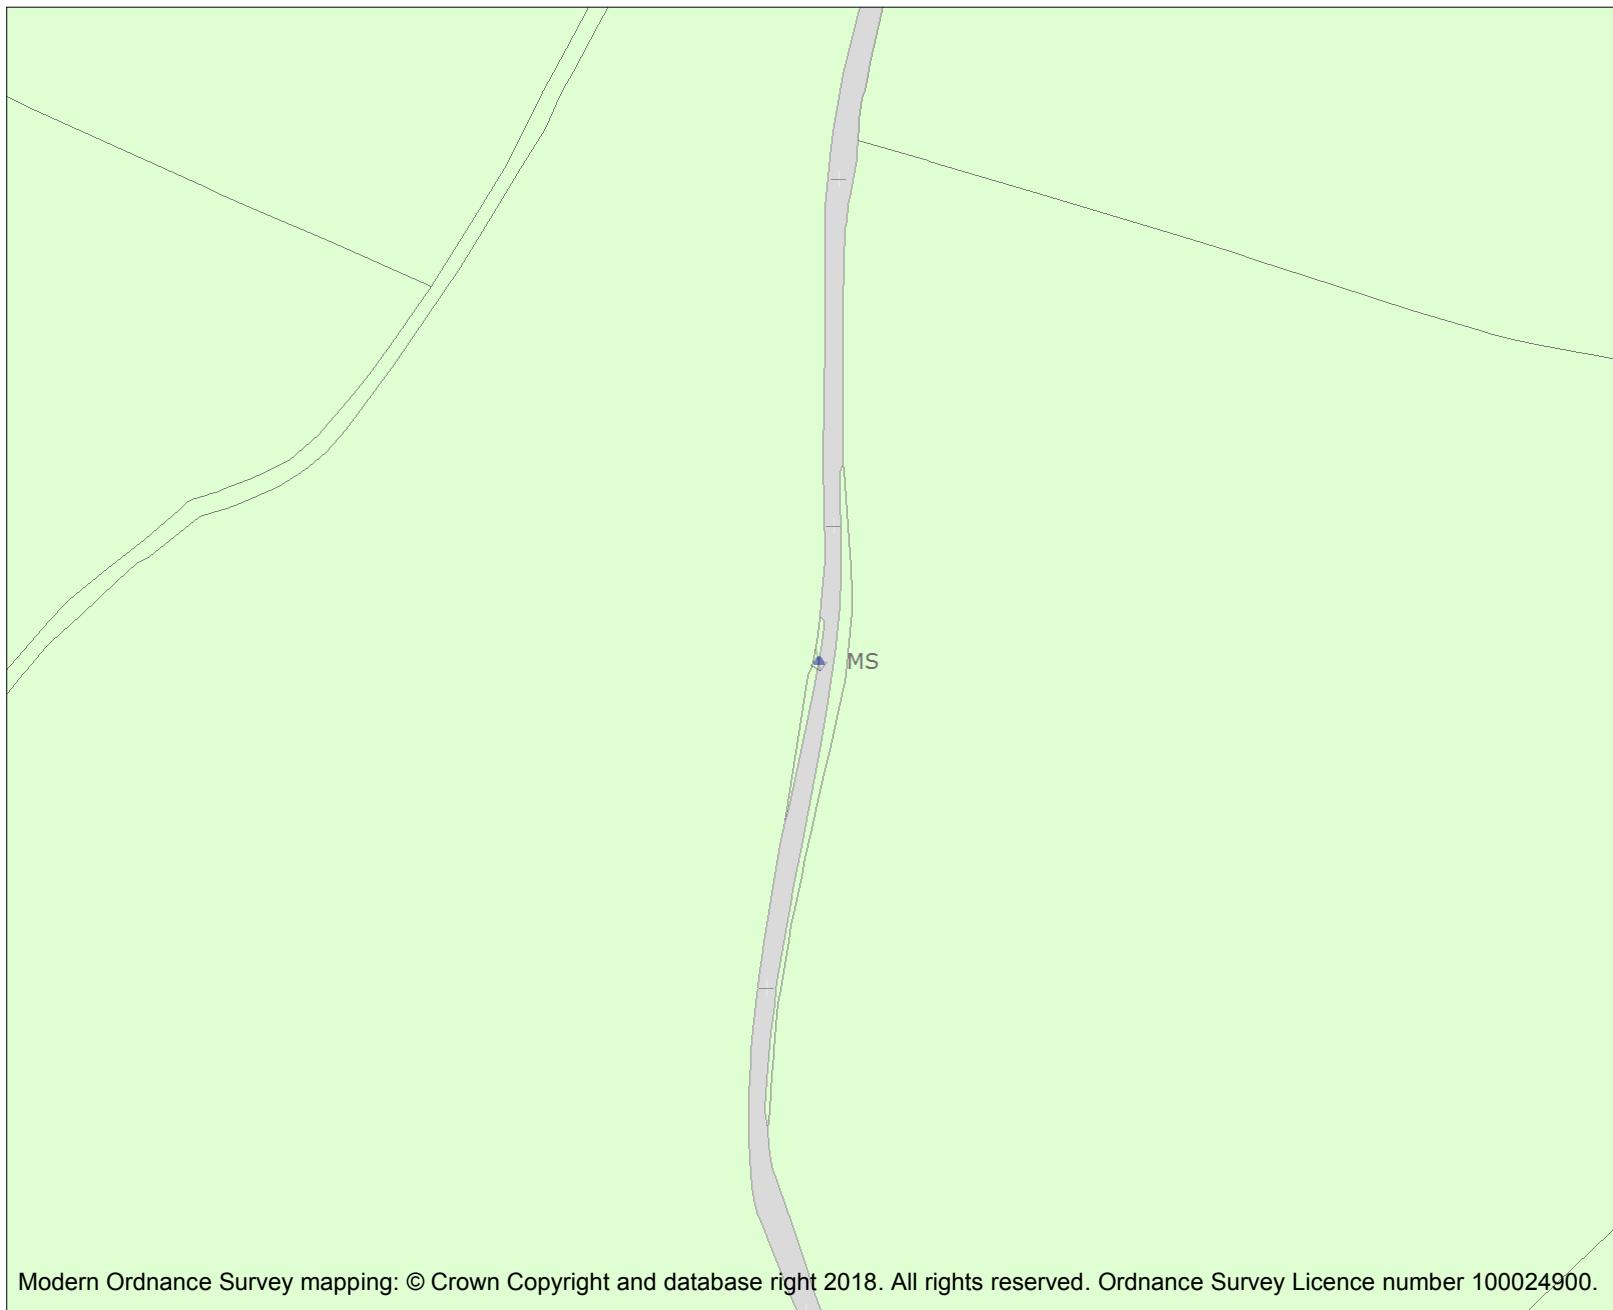 MS
Modern Ordnance Survey mapping: © Crown Copyright and database right 2018. All rights reserved. Ordnance Survey Licence number 100024900.